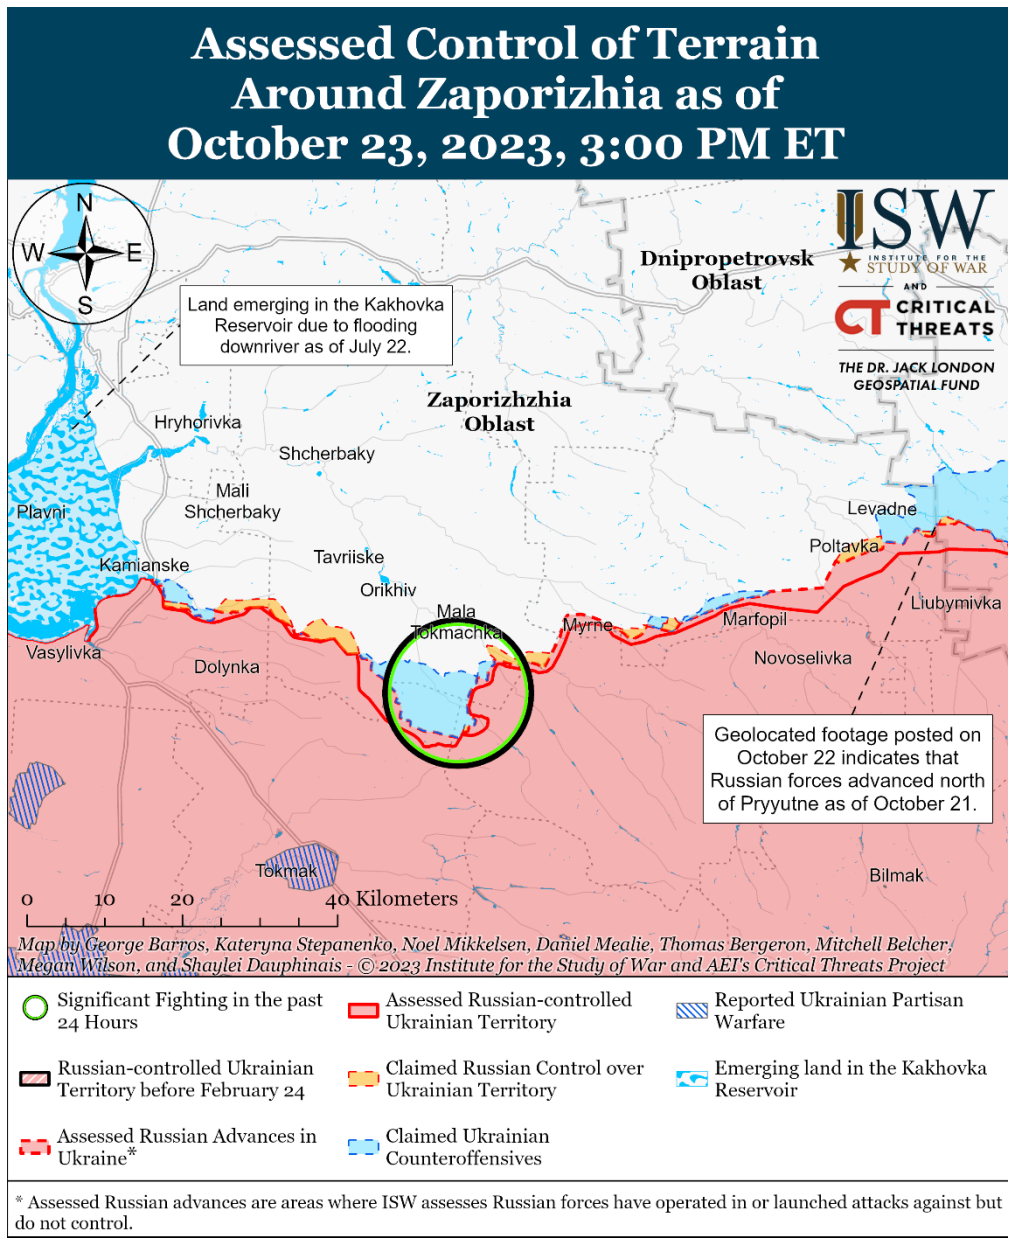 Assessed Control of Terrain
Around Zaporizhia as of
October 23, 2023, 3:00 PM ET
N
W
E
S
ISW
INSTITUTE FOR THE
STUDY OF WAR
AND
CT CRITICAL
THREATS
THE DR. JACK LONDON
GEOSPATIAL FUND
Dnipropetrovsk
Oblast
Land emerging in the Kakhovka
Reservoir due to flooding
downriver as of July 22.
Zaporizhzhia
Oblast
Hryhorivka
Shcherbaky
Mali
Shcherbaky
Plavni
Levadne
Poltavka
Tavriiske
Kamianske
Orikhiv
Mala
Tokmachka
Myrne
Marfopil
Liubymivka
Vasylivka
Dolynka
Novoselivka
Geolocated footage posted on
October 22 indicates that
Russian forces advanced north
of Pryyutne as of October 21.
Tokmak
Bilmak
0 10 20 40 Kilometers
Map by George Barros, Kateryna Stepanenko, Noel Mikkelsen, Daniel Mealie, Thomas Bergeron, Mitchell Belcher,
Megan Wilson, and Shaylei Dauphinais - © 2023 Institute for the Study of War and AEI's Critical Threats Project
Significant Fighting in the past
24 Hours
Russian-controlled Ukrainian
Territory before February 24
Assessed Russian Advances in
Ukraine*
Assessed Russian-controlled
Ukrainian Territory
Claimed Russian Control over
Ukrainian Territory
Claimed Ukrainian
Counteroffensives
Reported Ukrainian Partisan
Warfare
Emerging land in the Kakhovka
Reservoir
* Assessed Russian advances are areas where ISW assesses Russian forces have operated in or launched attacks against but
do not control.